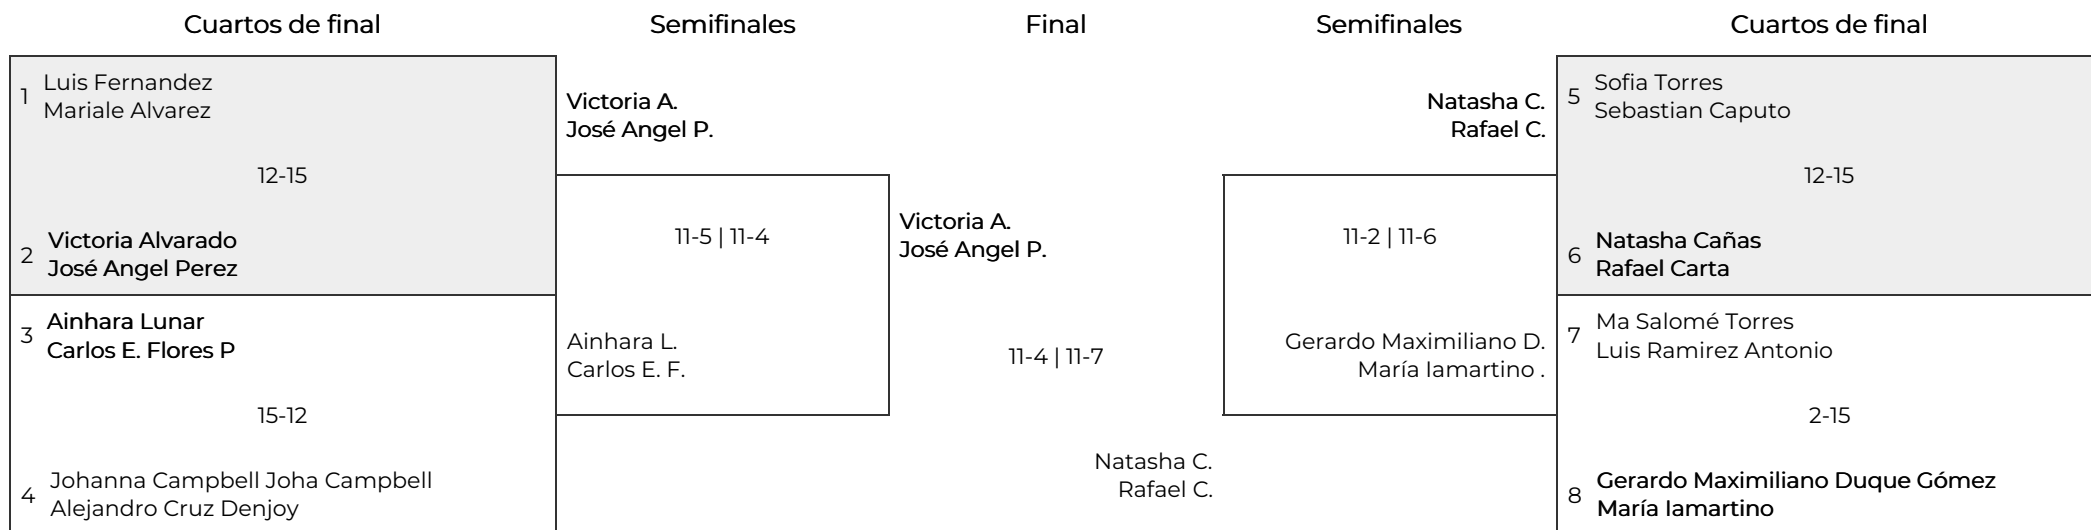 Cuartos de final
Semifinales
Final
Semifinales
Cuartos de final
1
Luis Fernandez
Mariale Alvarez
12-15
2
Victoria Alvarado
José Angel Perez
3
Ainhara Lunar
Carlos E. Flores P
15-12
4
Johanna Campbell Joha Campbell
Alejandro Cruz Denjoy
Victoria A.
José Angel P.
11-5 | 11-4
Ainhara L.
Carlos E. F.
Victoria A.
José Angel P.
11-4 | 11-7
Natasha C.
Rafael C.
Natasha C.
Rafael C.
11-2 | 11-6
Gerardo Maximiliano D.
María Iamartino .
5
Sofia Torres
Sebastian Caputo
12-15
6
Natasha Cañas
Rafael Carta
7
Ma Salomé Torres
Luis Ramirez Antonio
2-15
8
Gerardo Maximiliano Duque Gómez
María Iamartino